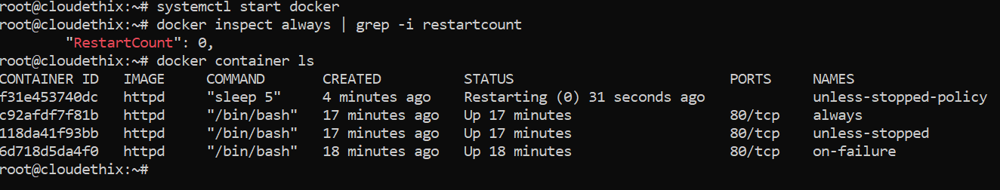 root@cloudethix:~# systemctl start docker
root@cloudethix:~# docker inspect always | grep -i restartcount
        "RestartCount": 0,
root@cloudethix:~# docker container ls
CONTAINER ID   IMAGE     COMMAND       CREATED          STATUS                          PORTS     NAMES
f31e453740dc   httpd     "sleep 5"     4 minutes ago    Restarting (0) 31 seconds ago             unless-stopped-policy
c92afdf7f81b   httpd     "/bin/bash"   17 minutes ago   Up 17 minutes                   80/tcp    always
118da41f93bb   httpd     "/bin/bash"   17 minutes ago   Up 17 minutes                   80/tcp    unless-stopped
6d718d5da4f0   httpd     "/bin/bash"   18 minutes ago   Up 18 minutes                   80/tcp    on-failure
root@cloudethix:~#